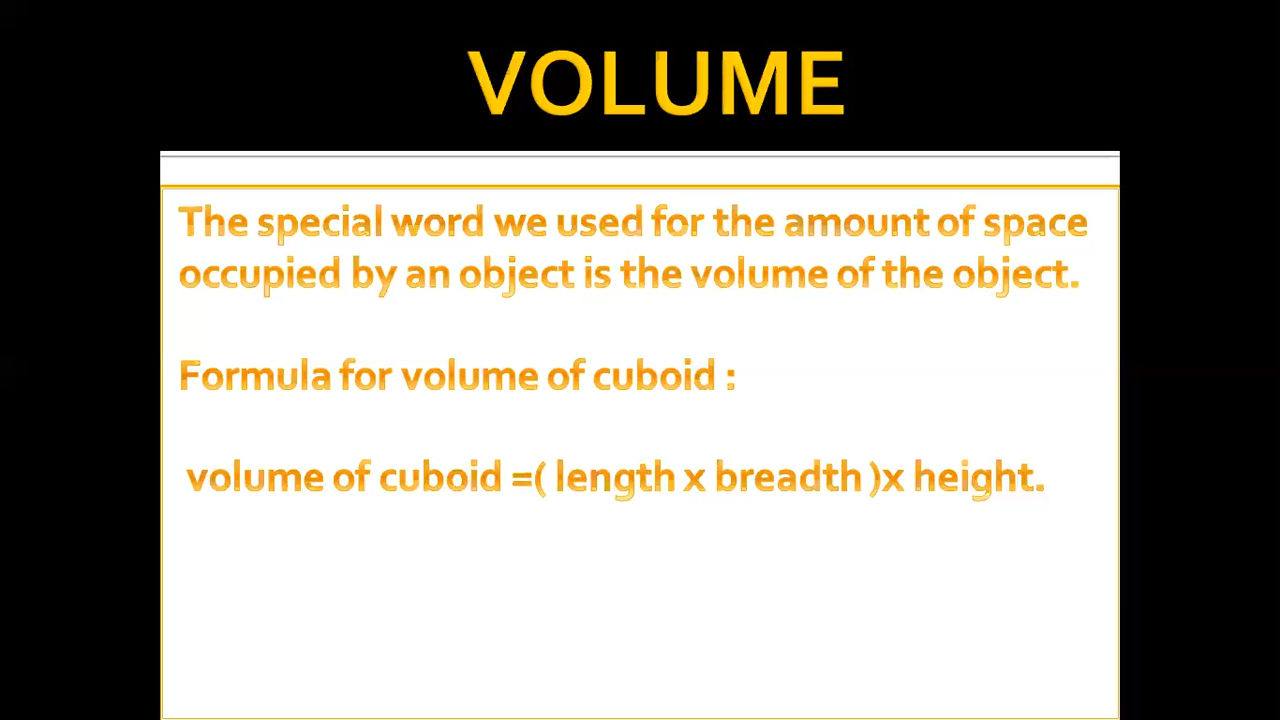 VOLUME
The special word we used for the amount of space
occupied by an object is the volume of the object.
Formula for volume of cuboid :
volume of cuboid =( length x breadth )x height.